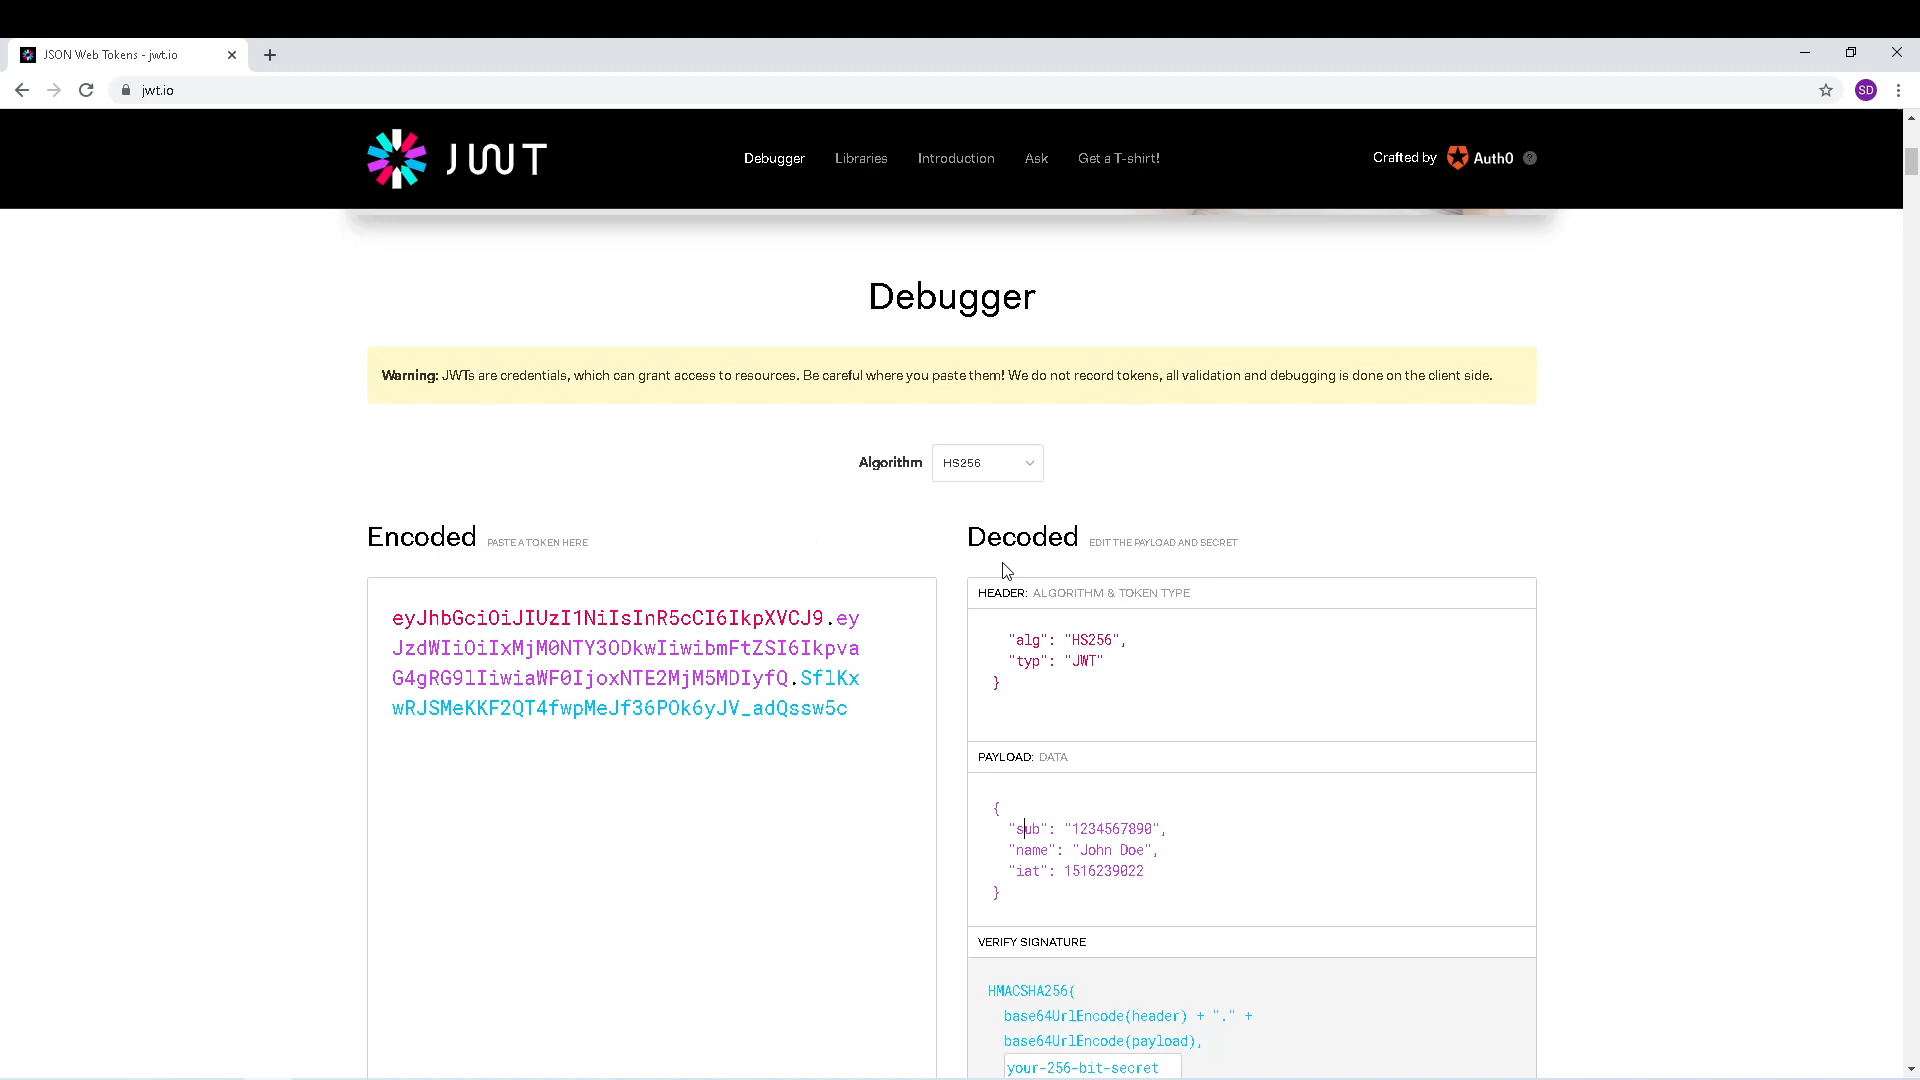 JSON Web Tokens - jwt.io
jwt.io
SD
JWT
Debugger
Libraries
Introduction
Ask
Get a T-shirt!
Crafted by
Auth0
?
Debugger
Warning: JWTs are credentials, which can grant access to resources. Be careful where you paste them! We do not record tokens, all validation and debugging is done on the client side.
Algorithm
HS256
Encoded PASTE A TOKEN HERE
eyJhbGciOiJIUzI1NiIsInR5cCI6IkpXVCJ9.ey
JzdWIiOiIxMjM0NTY3ODkwIiwibmFtZSI6Ikpva
G4gRG9lIiwiaWF0IjoxNTE2MjM5MDIyfQ.SflKx
wRJSMeKKF2QT4fwpMeJf36POk6yJV_adQssw5c
Decoded EDIT THE PAYLOAD AND SECRET
HEADER: ALGORITHM & TOKEN TYPE
"alg": "HS256",
"typ": "JWT"
}
PAYLOAD: DATA
{
"sub": "1234567890",
"name": "John Doe",
"iat": 1516239022
}
VERIFY SIGNATURE
HMACSHA256(
base64UrlEncode(header) + "." +
base64UrlEncode(payload),
your-256-bit-secret